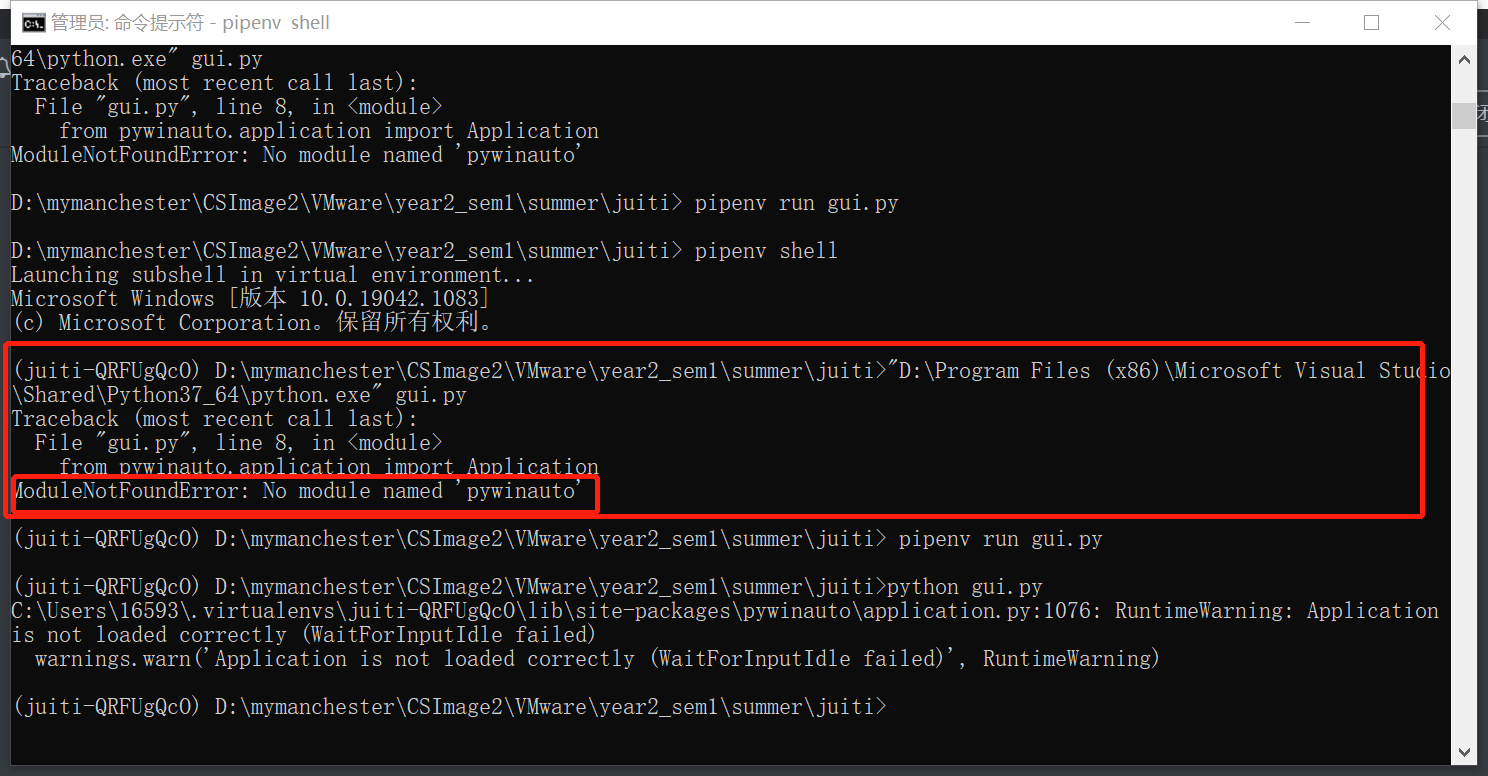 管理员: 命令提示符 - pipenv shell
64\python.exe" gui.py
Traceback (most recent call last):
  File "gui.py", line 8, in <module>
    from pywinauto.application import Application
ModuleNotFoundError: No module named 'pywinauto'
D:\mymanchester\CSImage2\VMware\year2_sem1\summer\juiti> pipenv run gui.py
D:\mymanchester\CSImage2\VMware\year2_sem1\summer\juiti> pipenv shell
Launching subshell in virtual environment...
Microsoft Windows [版本 10.0.19042.1083]
(c) Microsoft Corporation。保留所有权利。
(juiti-QRFUgQcO) D:\mymanchester\CSImage2\VMware\year2_sem1\summer\juiti>"D:\Program Files (x86)\Microsoft Visual Studio
\Shared\Python37_64\python.exe" gui.py
Traceback (most recent call last):
  File "gui.py", line 8, in <module>
    from pywinauto.application import Application
ModuleNotFoundError: No module named 'pywinauto'
(juiti-QRFUgQcO) D:\mymanchester\CSImage2\VMware\year2_sem1\summer\juiti> pipenv run gui.py
(juiti-QRFUgQcO) D:\mymanchester\CSImage2\VMware\year2_sem1\summer\juiti>python gui.py
C:\Users\16593\.virtualenvs\juiti-QRFUgQcO\lib\site-packages\pywinauto\application.py:1076: RuntimeWarning: Application
is not loaded correctly (WaitForInputIdle failed)
  warnings.warn('Application is not loaded correctly (WaitForInputIdle failed)', RuntimeWarning)
(juiti-QRFUgQcO) D:\mymanchester\CSImage2\VMware\year2_sem1\summer\juiti>